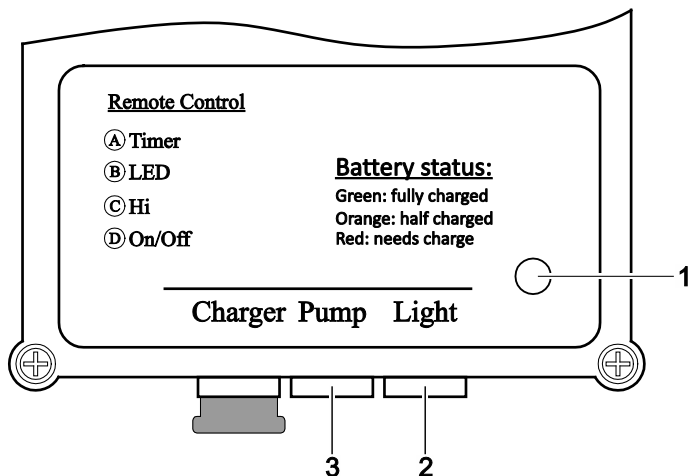 Remote Control
Ⓐ Timer
Ⓑ LED
Ⓒ Hi
Ⓓ On/Off
Battery status:
Green: fully charged
Orange: half charged
Red: needs charge
1
Charger Pump Light
3 2